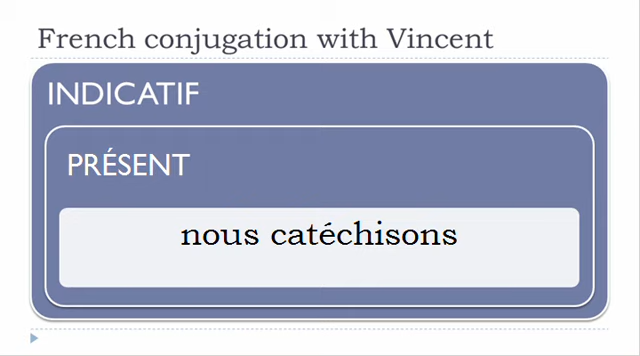 French conjugation with Vincent
INDICATIF
PRÉSENT
nous catéchisons